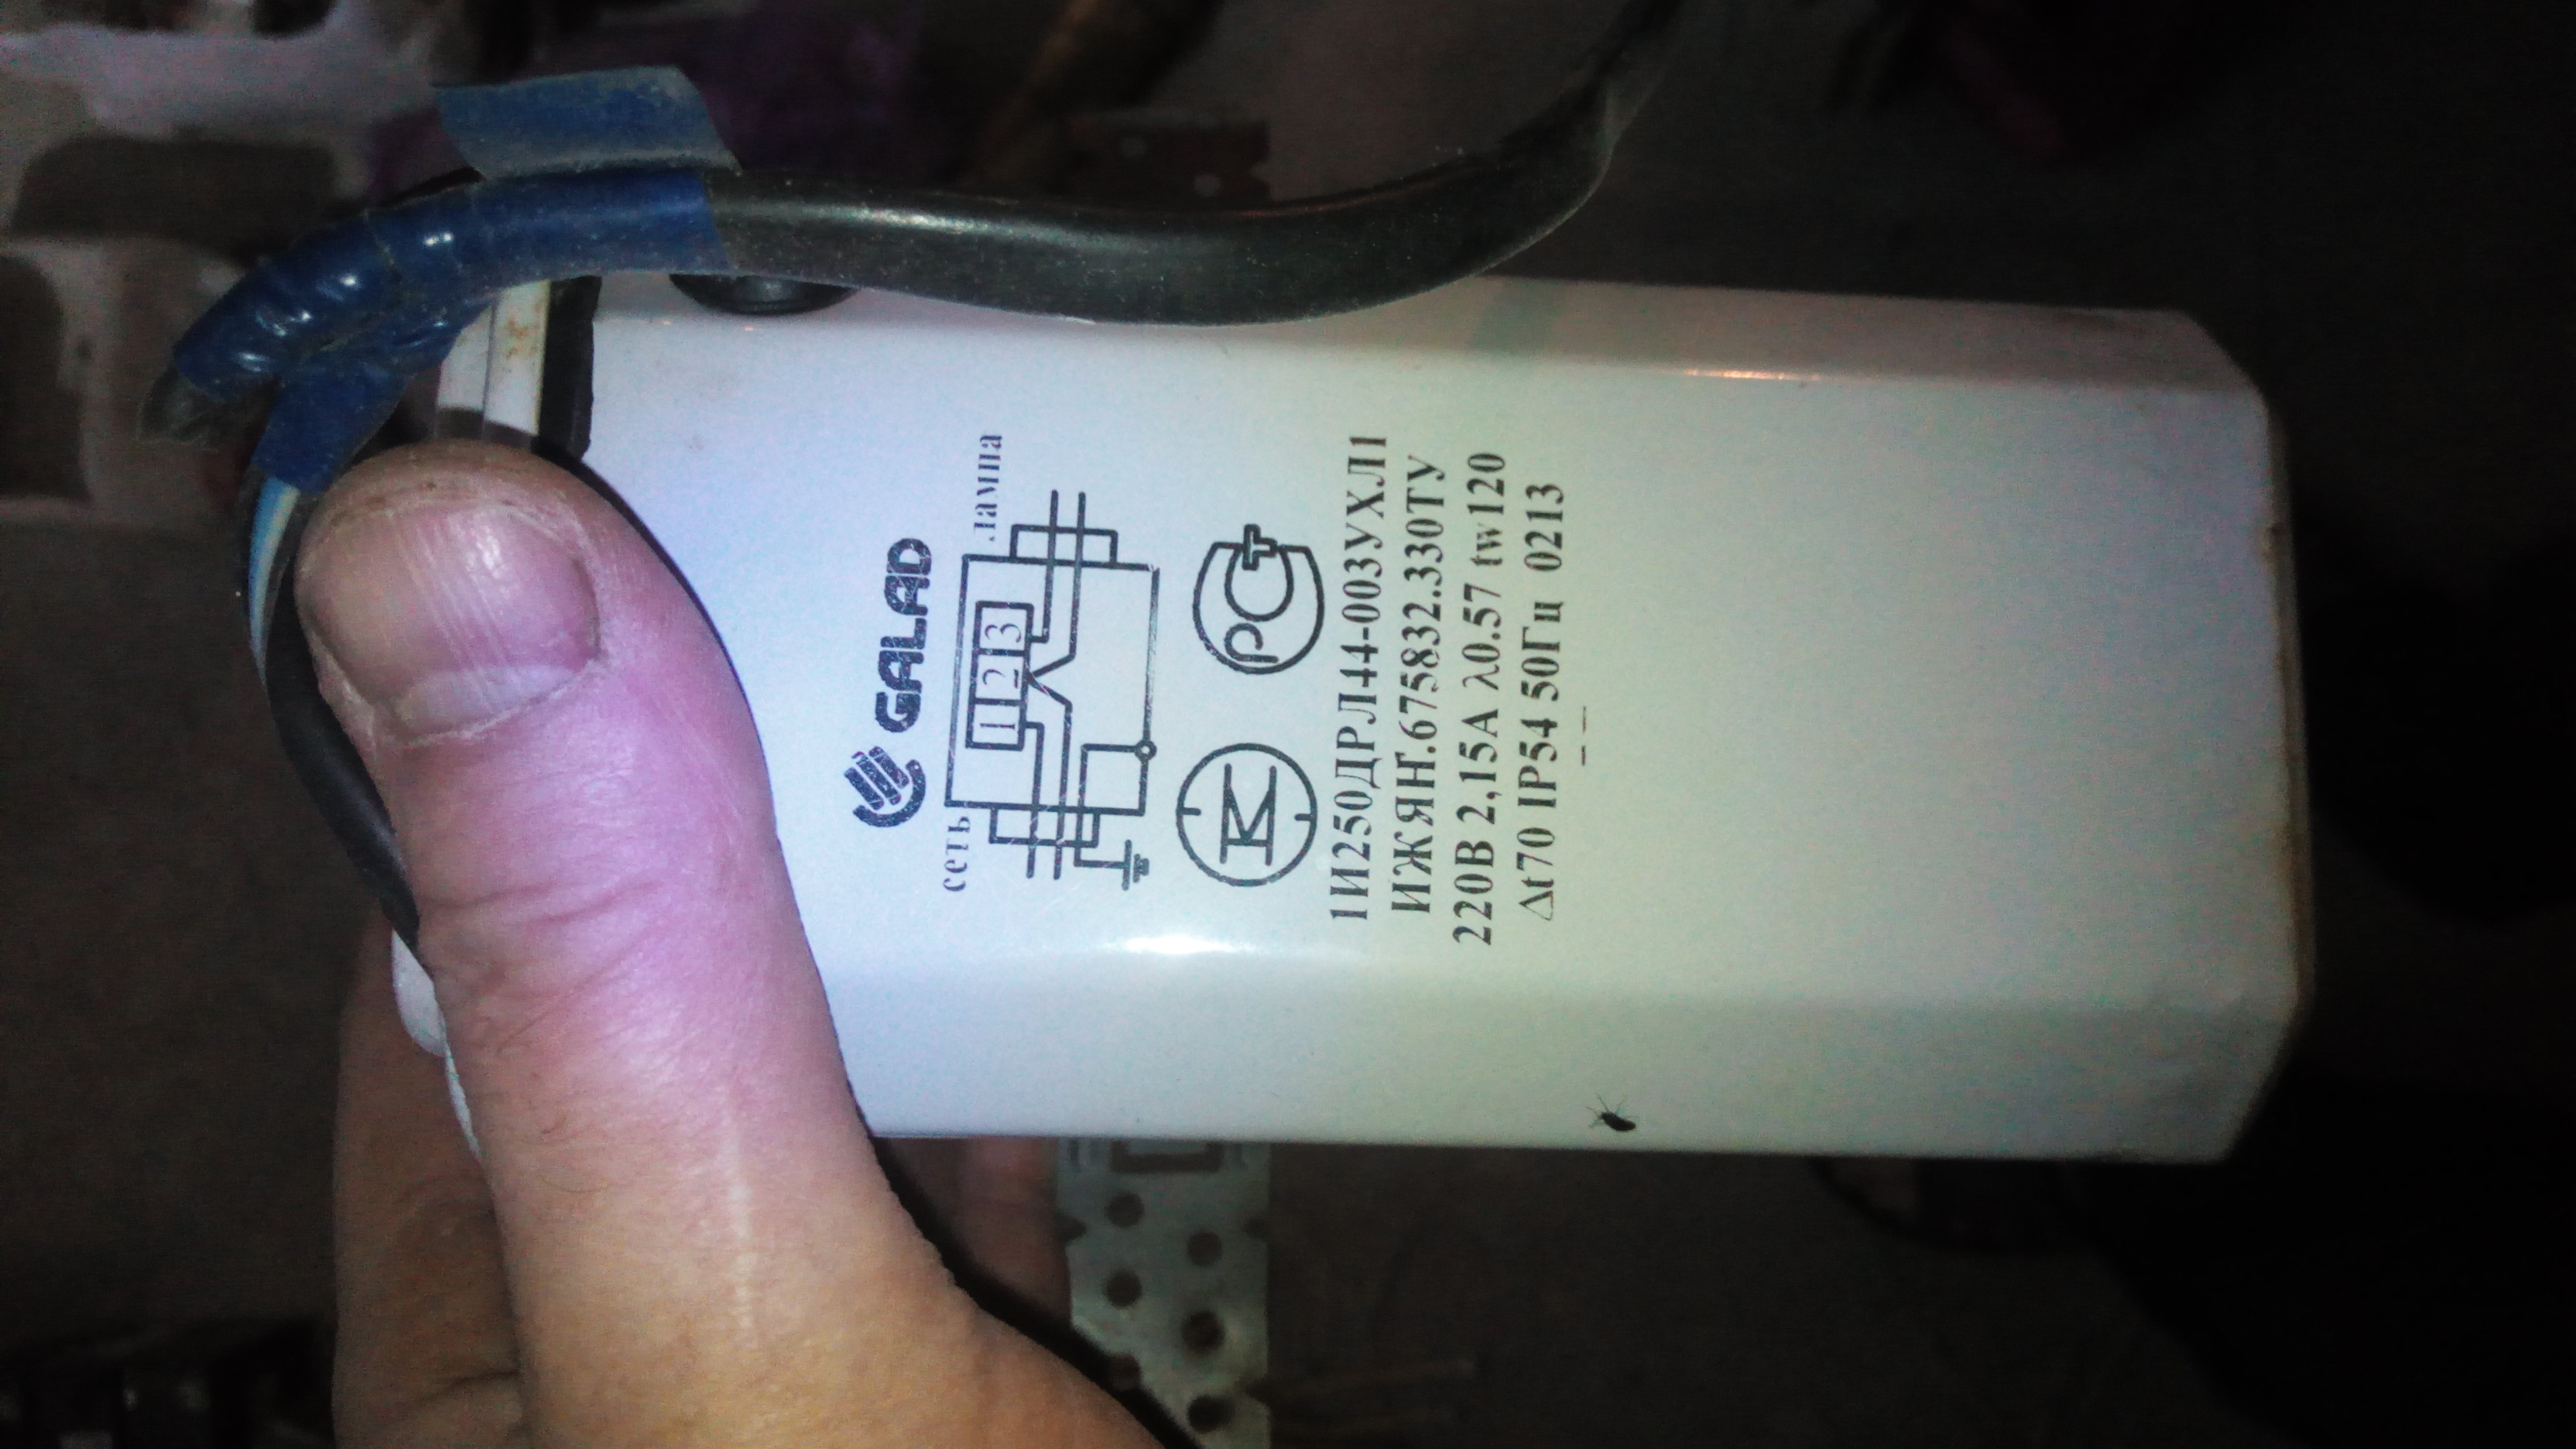 GALAD
сеть
лампа
1 2 3
К
РС
1И250ДРЛ44-003УХЛ1
ИЖЯН.675832.330ТУ
220В 2,15А λ0.57 tw120
Δt70 IP54 50Гц 0213